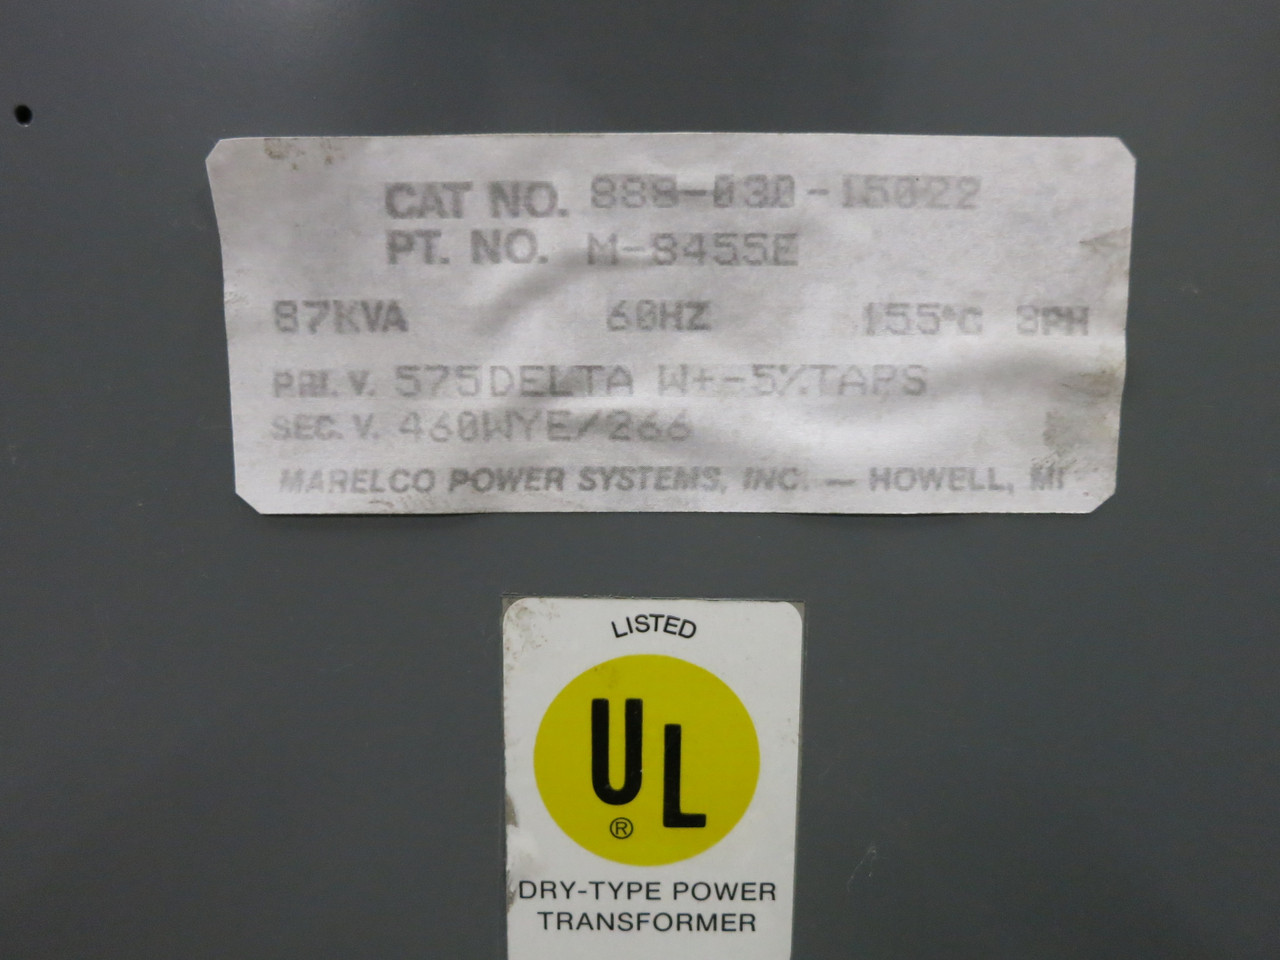 CAT NO. 888-030-15022
PT. NO. M-8455E
87KVA 60HZ 155°C 3PH
PRI. V. 575DELTA W+-5%TAPS
SEC. V. 460WYE/266
MARELCO POWER SYSTEMS, INC. — HOWELL, MI
LISTED
UL
®
DRY-TYPE POWER
TRANSFORMER